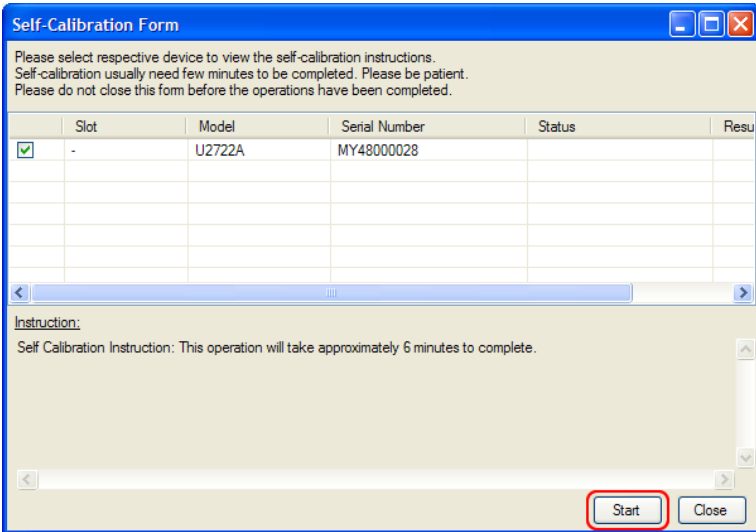 Self-Calibration Form
Please select respective device to view the self-calibration instructions.
Self-calibration usually need few minutes to be completed. Please be patient.
Please do not close this form before the operations have been completed.
Slot Model Serial Number Status Resu
- U2722A MY48000028
Instruction:
Self Calibration Instruction: This operation will take approximately 6 minutes to complete.
Start Close